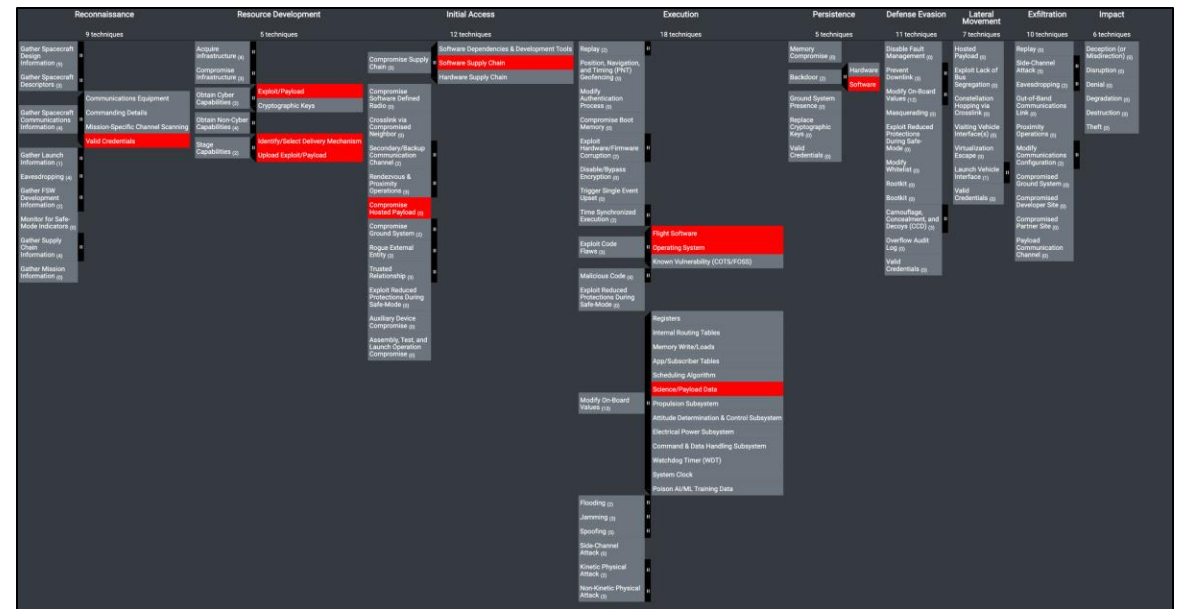 Reconnaissance
9 techniques
Gather Spacecraft
Design
Information (9)
Gather Spacecraft
Descriptors (3)
Gather Spacecraft
Communications
Information (4)
Communications Equipment
Commanding Details
Mission-Specific Channel Scanning
Valid Credentials
Gather Launch
Information (1)
Eavesdropping (4)
Gather FSW
Development
Information (2)
Monitor for Safe-
Mode Indicators (0)
Gather Supply
Chain
Information (4)
Gather Mission
Information (0)
Resource Development
5 techniques
Acquire
Infrastructure (4)
Compromise
Infrastructure (3)
Obtain Cyber
Capabilities (2)
Exploit/Payload
Cryptographic Keys
Obtain Non-Cyber
Capabilities (4)
Stage
Capabilities (2)
Identify/Select Delivery Mechanism
Upload Exploit/Payload
Initial Access
12 techniques
Compromise Supply
Chain (3)
Software Dependencies & Development Tools
Software Supply Chain
Hardware Supply Chain
Compromise
Software Defined
Radio (0)
Crosslink via
Compromised
Neighbor (0)
Secondary/Backup
Communication
Channel (2)
Rendezvous &
Proximity
Operations (3)
Compromise
Hosted Payload (0)
Compromise
Ground System (2)
Rogue External
Entity (3)
Trusted
Relationship (3)
Exploit Reduced
Protections During
Safe-Mode (0)
Auxiliary Device
Compromise (0)
Assembly, Test, and
Launch Operation
Compromise (0)
Execution
18 techniques
Replay (2)
Position, Navigation,
and Timing (PNT)
Geofencing (0)
Modify
Authentication
Process (0)
Compromise Boot
Memory (0)
Exploit
Hardware/Firmware
Corruption (2)
Disable/Bypass
Encryption (0)
Trigger Single Event
Upset (0)
Time Synchronized
Execution (2)
Exploit Code
Flaws (3)
Flight Software
Operating System
Known Vulnerability (COTS/FOSS)
Malicious Code (4)
Exploit Reduced
Protections During
Safe-Mode (0)
Modify On-Board
Values (13)
Registers
Internal Routing Tables
Memory Write/Loads
App/Subscriber Tables
Scheduling Algorithm
Science/Payload Data
Propulsion Subsystem
Attitude Determination & Control Subsystem
Electrical Power Subsystem
Command & Data Handling Subsystem
Watchdog Timer (WDT)
System Clock
Poison AI/ML Training Data
Flooding (2)
Jamming (3)
Spoofing (5)
Side-Channel
Attack (0)
Kinetic Physical
Attack (2)
Non-Kinetic Physical
Attack (3)
Persistence
5 techniques
Memory
Compromise (0)
Backdoor (2)
Hardware
Software
Ground System
Presence (0)
Replace
Cryptographic
Keys (0)
Valid
Credentials (0)
Defense Evasion
11 techniques
Disable Fault
Management (0)
Prevent
Downlink (3)
Modify On-Board
Values (12)
Masquerading (0)
Exploit Reduced
Protections
During Safe-
Mode (0)
Modify
Whitelist (0)
Rootkit (0)
Bootkit (0)
Camouflage,
Concealment, and
Decoys (CCD) (3)
Overflow Audit
Log (0)
Valid
Credentials (0)
Lateral
Movement
7 techniques
Hosted
Payload (0)
Exploit Lack of
Bus
Segregation (0)
Constellation
Hopping via
Crosslink (0)
Visiting Vehicle
Interface(s) (0)
Virtualization
Escape (0)
Launch Vehicle
Interface (1)
Valid
Credentials (0)
Exfiltration
10 techniques
Replay (0)
Side-Channel
Attack (5)
Eavesdropping (2)
Out-of-Band
Communications
Link (0)
Proximity
Operations (0)
Modify
Communications
Configuration (2)
Compromised
Ground System (0)
Compromised
Developer Site (0)
Compromised
Partner Site (0)
Payload
Communication
Channel (0)
Impact
6 techniques
Deception (or
Misdirection) (0)
Disruption (0)
Denial (0)
Degradation (0)
Destruction (0)
Theft (0)